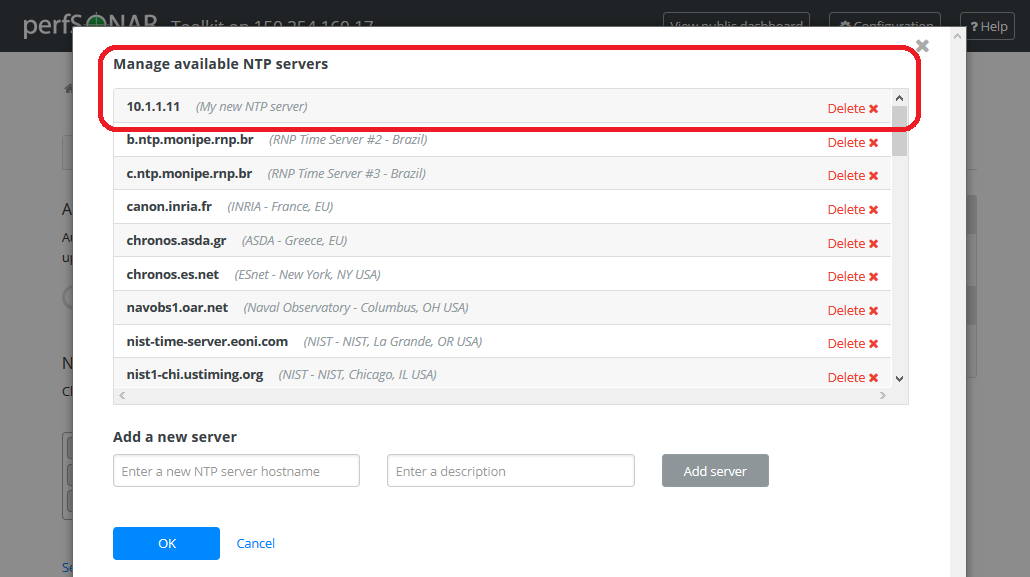 perfSONAR Toolkit on 150.254.160.17
View public dashboard
Configuration
? Help
Manage available NTP servers
10.1.1.11 (My new NTP server) Delete ✖
b.ntp.monipe.rnp.br (RNP Time Server #2 - Brazil) Delete ✖
c.ntp.monipe.rnp.br (RNP Time Server #3 - Brazil) Delete ✖
canon.inria.fr (INRIA - France, EU) Delete ✖
chronos.asda.gr (ASDA - Greece, EU) Delete ✖
chronos.es.net (ESnet - New York, NY USA) Delete ✖
navobs1.oar.net (Naval Observatory - Columbus, OH USA) Delete ✖
nist-time-server.eoni.com (NIST - NIST, La Grande, OR USA) Delete ✖
nist1-chi.ustiming.org (NIST - NIST, Chicago, IL USA) Delete ✖
Add a new server
Enter a new NTP server hostname
Enter a description
Add server
OK
Cancel